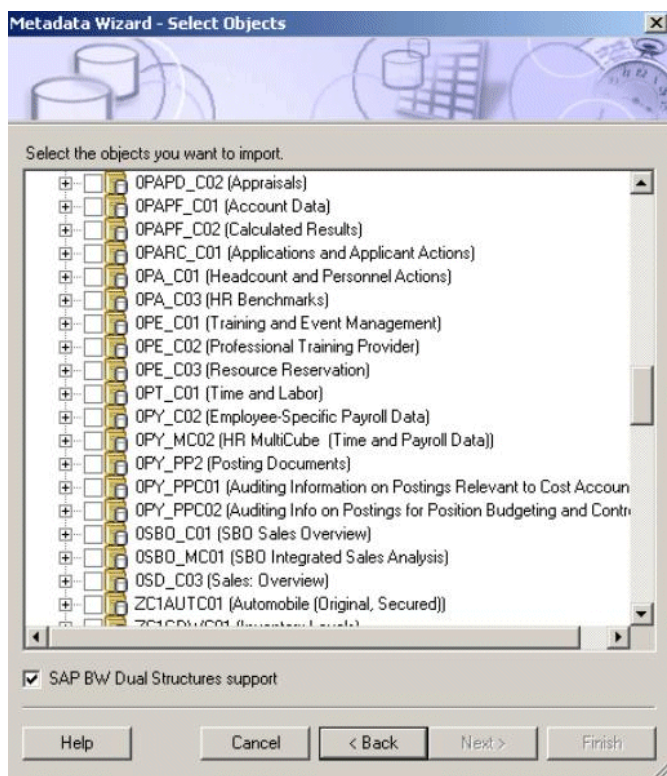 Metadata Wizard - Select Objects
Select the objects you want to import.
0PAPD_C02 (Appraisals)
0PAPF_C01 (Account Data)
0PAPF_C02 (Calculated Results)
0PARC_C01 (Applications and Applicant Actions)
0PA_C01 (Headcount and Personnel Actions)
0PA_C03 (HR Benchmarks)
0PE_C01 (Training and Event Management)
0PE_C02 (Professional Training Provider)
0PE_C03 (Resource Reservation)
0PT_C01 (Time and Labor)
0PY_C02 (Employee-Specific Payroll Data)
0PY_MC02 (HR MultiCube (Time and Payroll Data))
0PY_PP2 (Posting Documents)
0PY_PPC01 (Auditing Information on Postings Relevant to Cost Accoun
0PY_PPC02 (Auditing Info on Postings for Position Budgeting and Contr
0SBO_C01 (SBO Sales Overview)
0SBO_MC01 (SBO Integrated Sales Analysis)
0SD_C03 (Sales: Overview)
ZC1AUTC01 (Automobile (Original, Secured))
SAP BW Dual Structures support
Help
Cancel
< Back
Next >
Finish